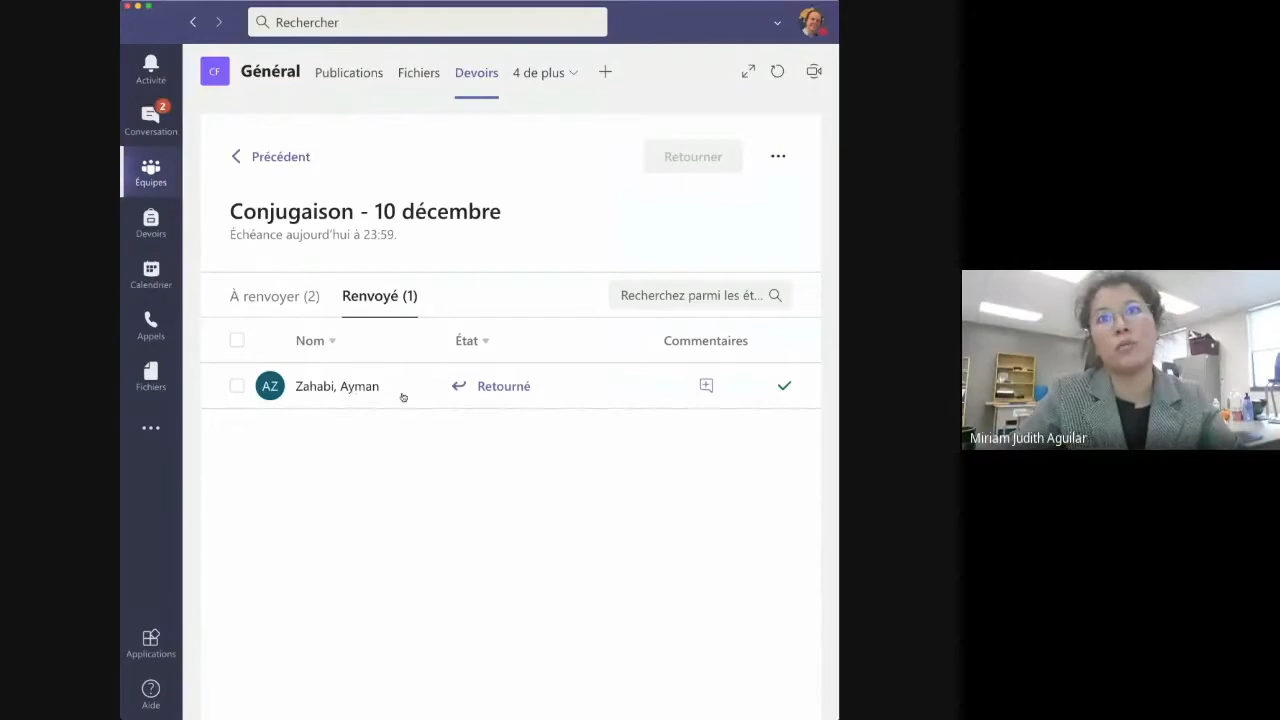 Rechercher
Activité
2
Conversation
Équipes
Devoirs
Calendrier
Appels
Fichiers
Applications
Aide
CF
Général
Publications
Fichiers
Devoirs
4 de plus
Précédent
Retourner
Conjugaison - 10 décembre
Échéance aujourd'hui à 23:59.
À renvoyer (2)
Renvoyé (1)
Recherchez parmi les ét...
Nom
État
Commentaires
AZ
Zahabi, Ayman
Retourné
Miriam Judith Aguilar